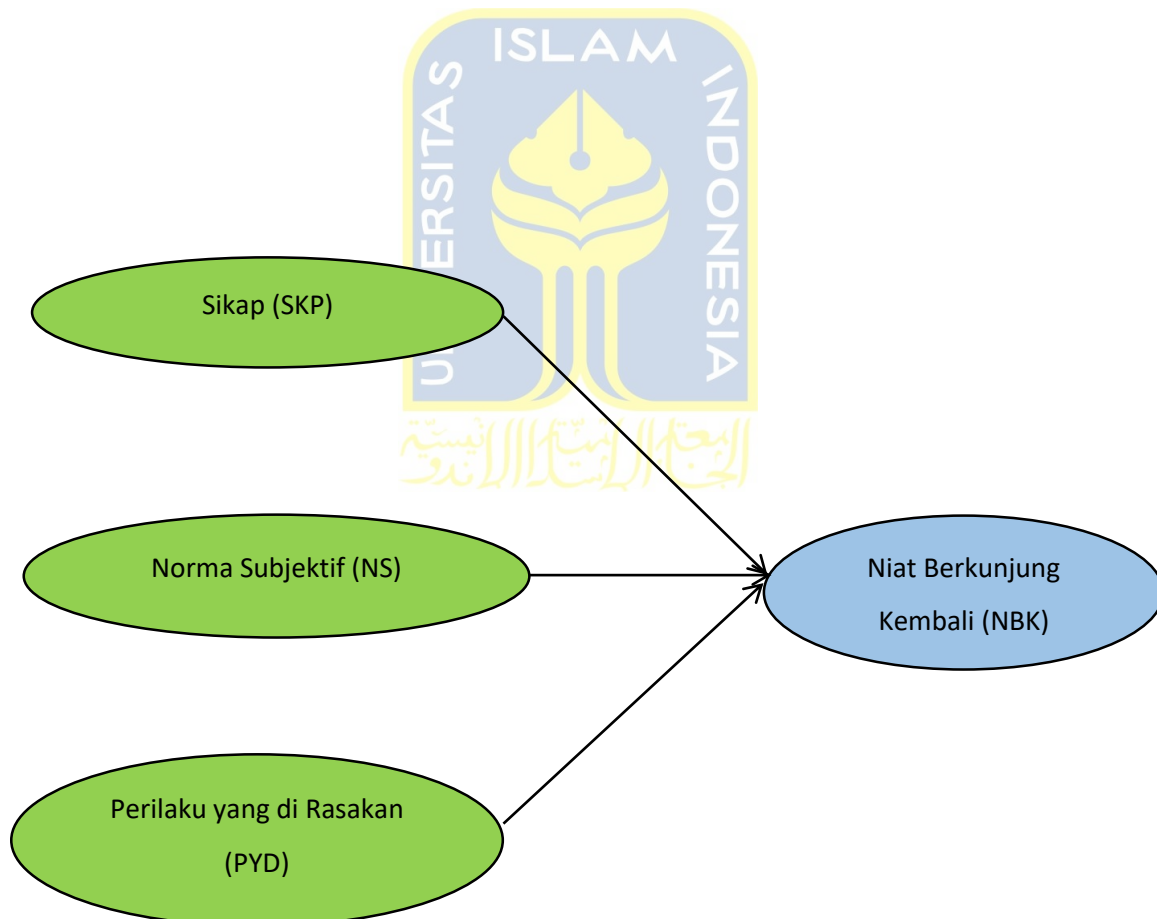 UNIVERSITAS
ISLAM
INDONESIA
Sikap (SKP)
Norma Subjektif (NS)
Niat Berkunjung
Kembali (NBK)
Perilaku yang di Rasakan
(PYD)